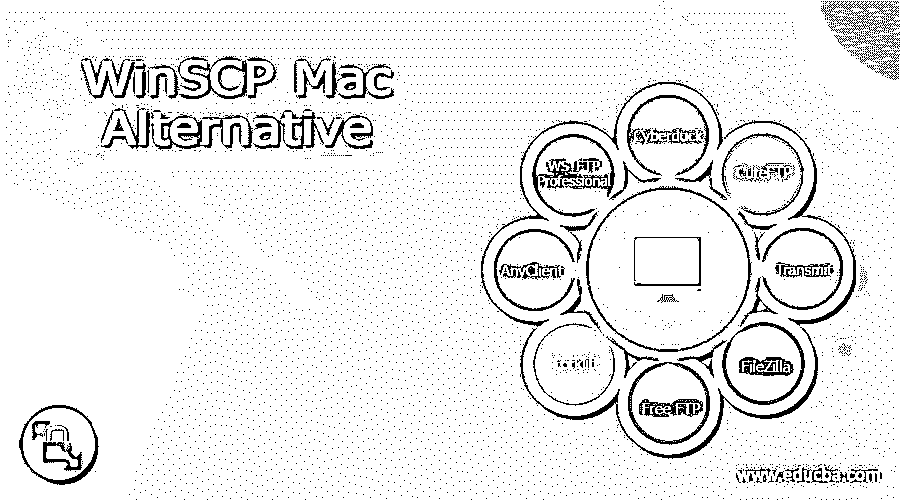 WinSCP Mac
Alternative
Cyberduck
CuteFTP
Transmit
FileZilla
Free FTP
AnyClient
WS_FTP
Professional
www.educba.com